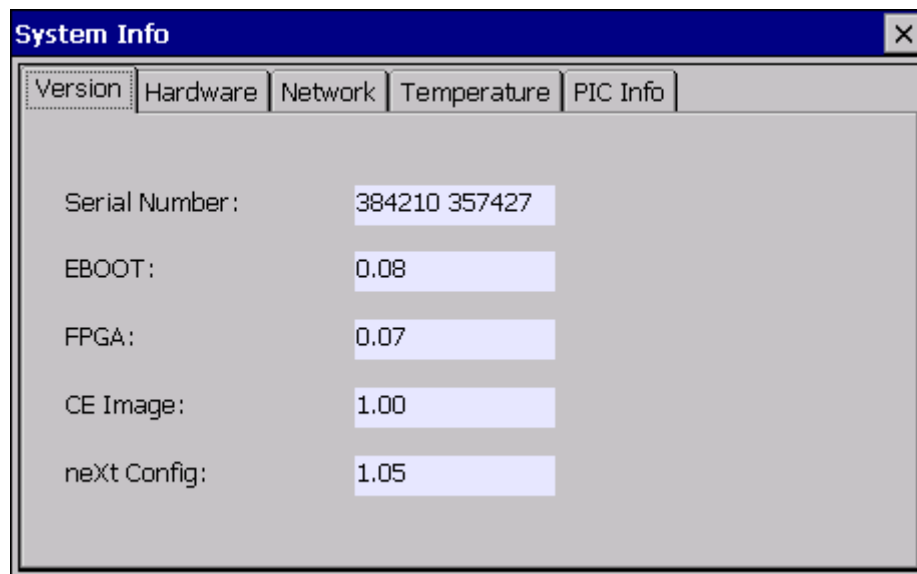 System Info
Version Hardware Network Temperature PIC Info
Serial Number: 384210 357427
EBOOT: 0.08
FPGA: 0.07
CE Image: 1.00
neXt Config: 1.05